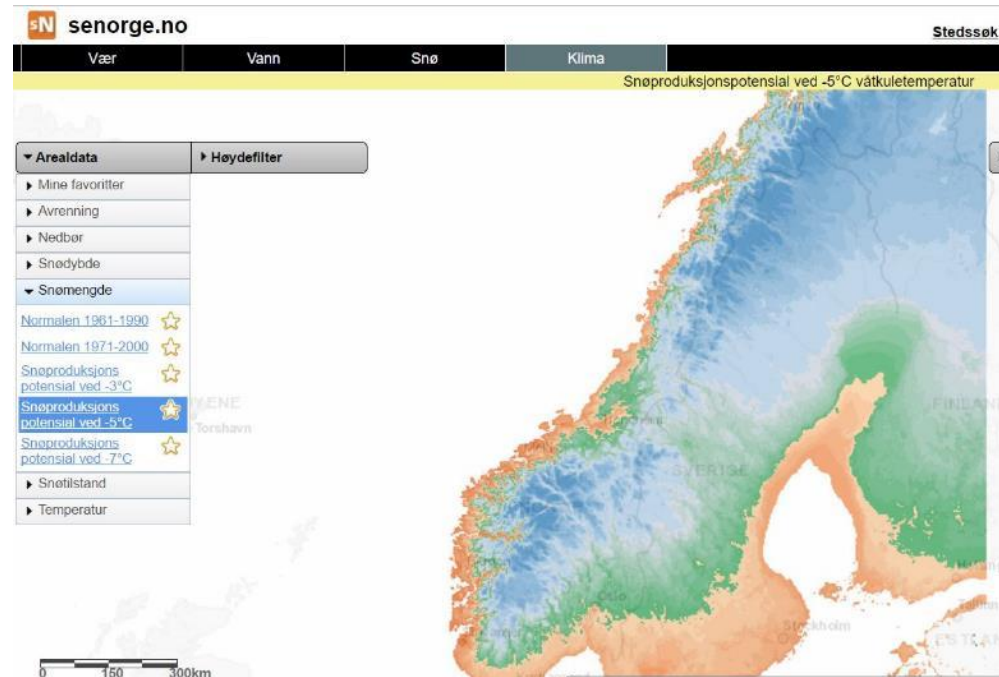 sN senorge.no
Stedssøk
Vær Vann Snø Klima
Snøproduksjonspotensial ved -5°C våtkuletemperatur
Arealdata Høydefilter
Mine favoritter
Avrenning
Nedbør
Snødybde
Snømengde
Normalen 1961-1990
Normalen 1971-2000
Snøproduksjons
potensial ved -3°C
Snøproduksjons
potensial ved -5°C
Snøproduksjons
potensial ved -7°C
Snøtilstand
Temperatur
Torshavn
SVERIGE
Oslo
Stockholm
0 150 300km